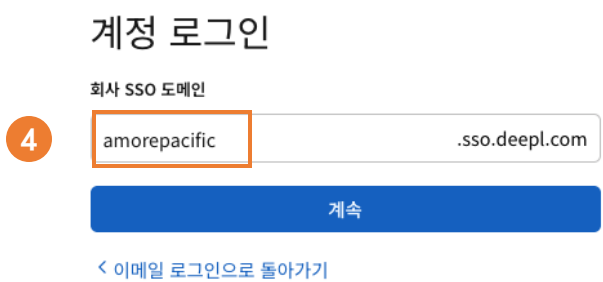 계정 로그인
회사 SSO 도메인
4
amorepacific .sso.deepl.com
계속
< 이메일 로그인으로 돌아가기